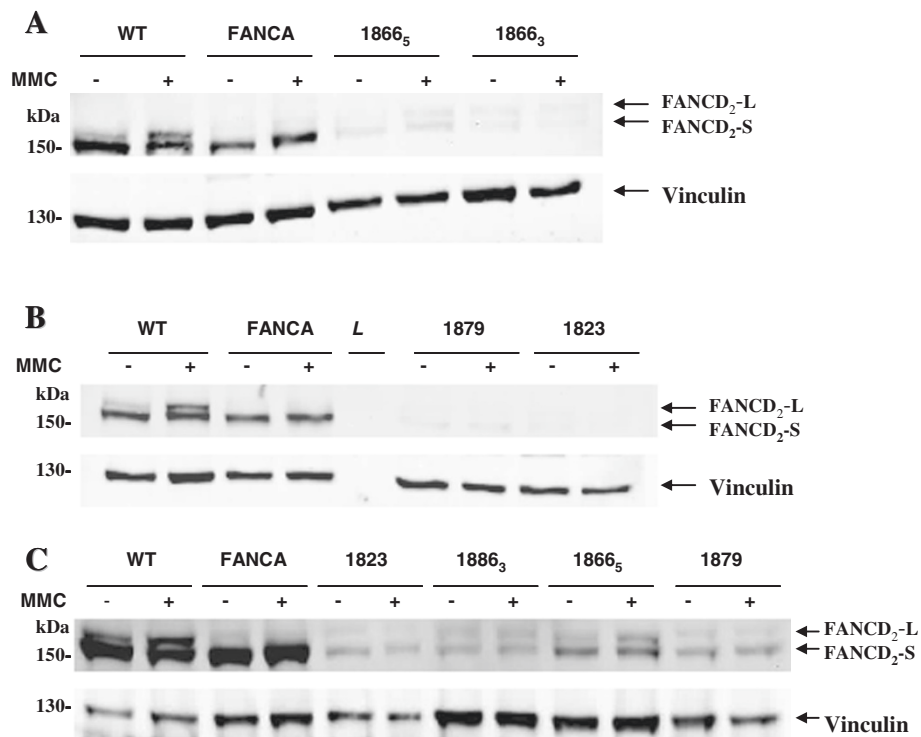 A
WT FANCA 1866₅ 1866₃
MMC - + - + - + - +
kDa
FANCD₂-L
FANCD₂-S
150-
Vinculin
130-
B
WT FANCA L 1879 1823
MMC - + - + - + - +
kDa
FANCD₂-L
150-
FANCD₂-S
130-
Vinculin
C
WT FANCA 1823 1886₃ 1866₅ 1879
MMC - + - + - + - + - + - +
kDa
FANCD₂-L
150-
FANCD₂-S
130-
Vinculin